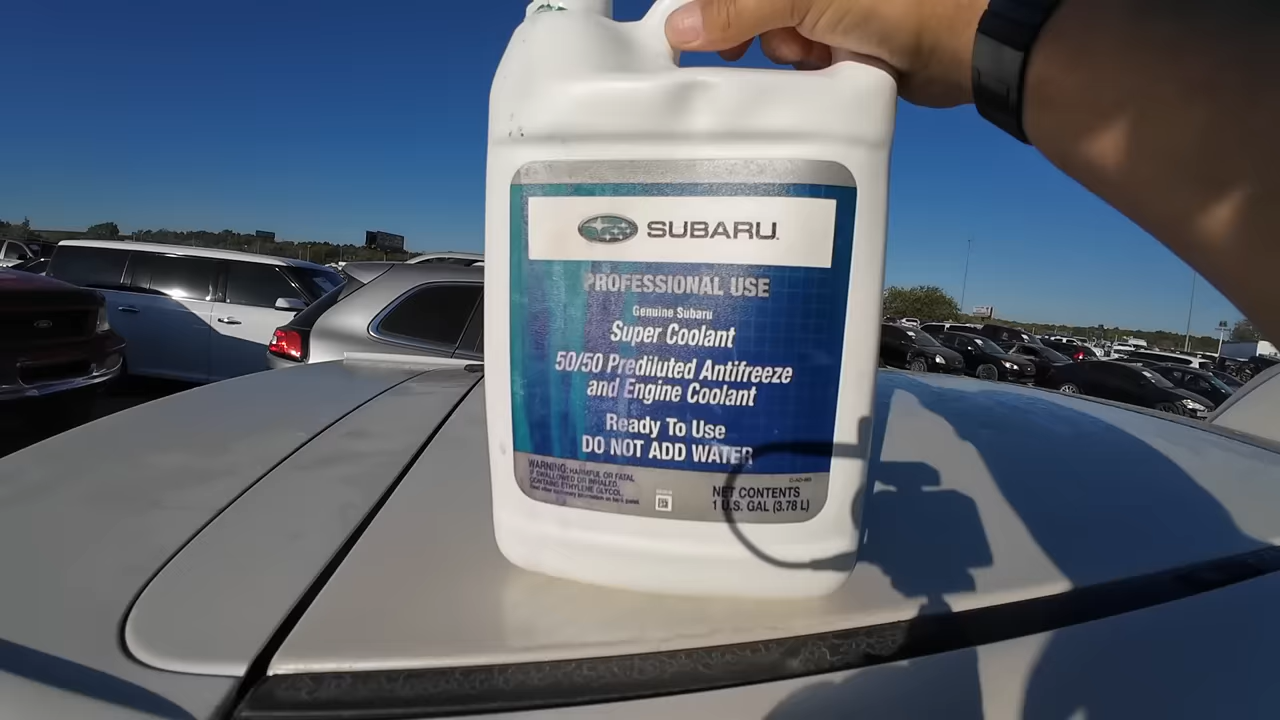 SUBARU
PROFESSIONAL USE
Genuine Subaru
Super Coolant
50/50 Prediluted Antifreeze
and Engine Coolant
Ready To Use
DO NOT ADD WATER
WARNING: HARMFUL OR FATAL
IF SWALLOWED OR INHALED.
CONTAINS ETHYLENE GLYCOL.
NET CONTENTS
1 U.S. GAL (3.78 L)
Ford